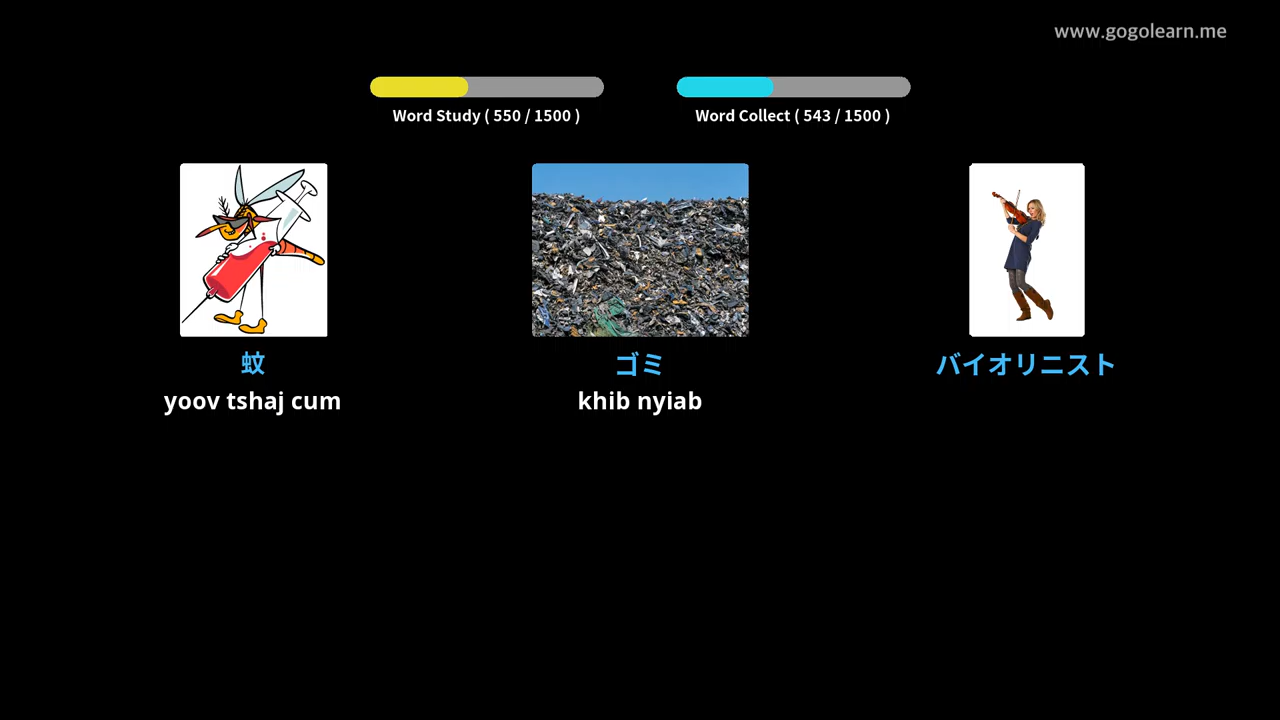 www.gogolearn.me
Word Study ( 550 / 1500 )
Word Collect ( 543 / 1500 )
蚊
ゴミ
バイオリニスト
yoov tshaj cum
khib nyiab